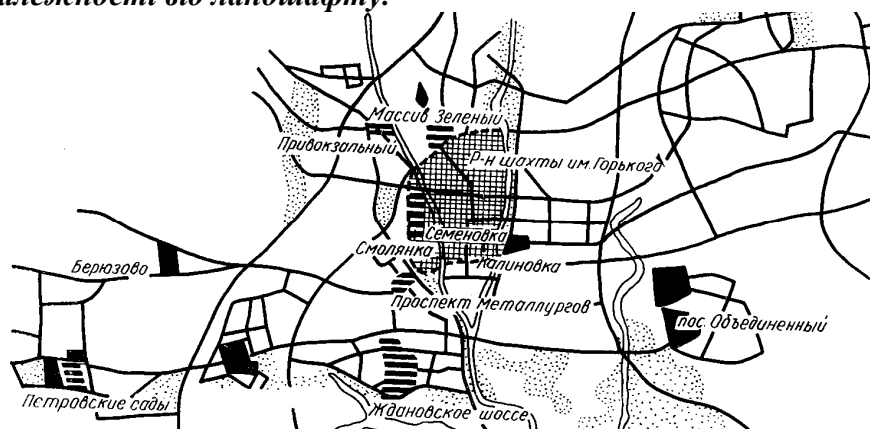 алежності від ландшафту.
Массив Зеленый
Привокзальный
Р-н шахты им. Горького
Семеновка
Смолянка
Калиновка
Берюзово
Проспект Металлургов
пос. Объединенный
Петровские сады
Ждановское шоссе